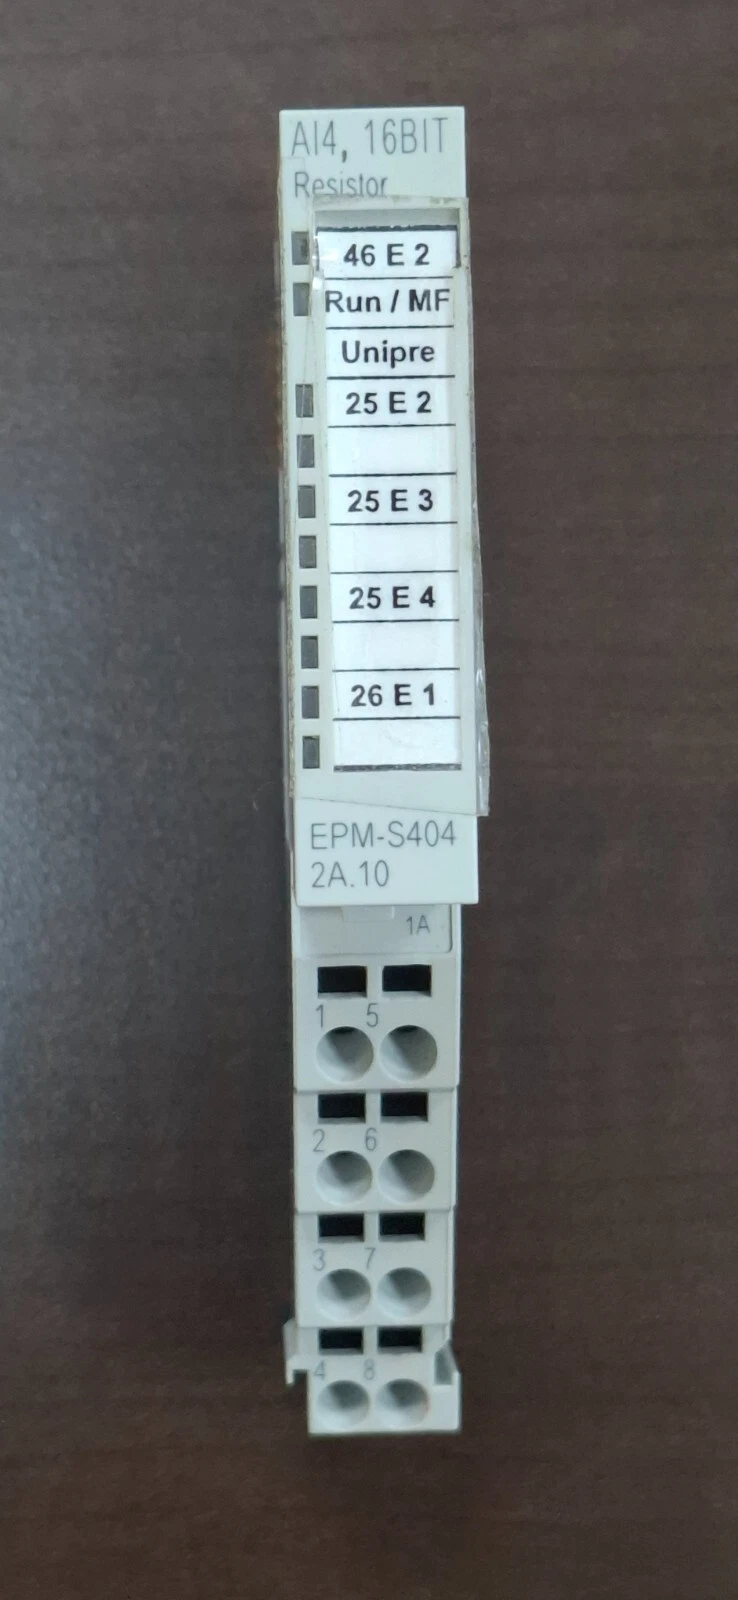 AI4, 16BIT
Resistor
46 E 2
Run / MF
Unipre
25 E 2
25 E 3
25 E 4
26 E 1
EPM-S404
2A.10
1A
1 5
2 6
3 7
4 8